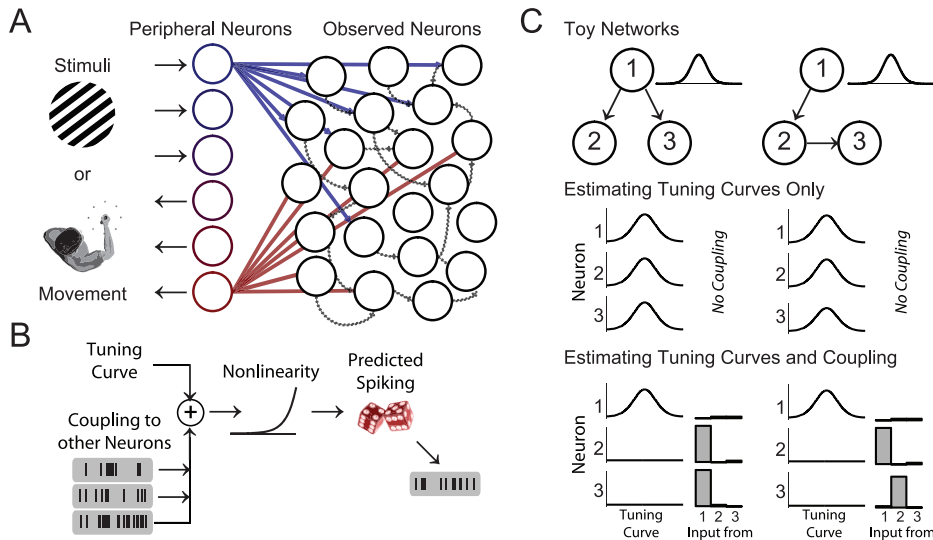 A
Peripheral Neurons
Observed Neurons
Stimuli
or
Movement
B
Tuning
Curve
Coupling to
other Neurons
+
Nonlinearity
Predicted
Spiking
C
Toy Networks
1
2
3
1
2
3
Estimating Tuning Curves Only
Neuron
1
2
3
No Coupling
1
2
3
No Coupling
Estimating Tuning Curves and Coupling
Neuron
1
2
3
1
2
3
1 2 3
1 2 3
Tuning
Curve
Input from
Tuning
Curve
Input from